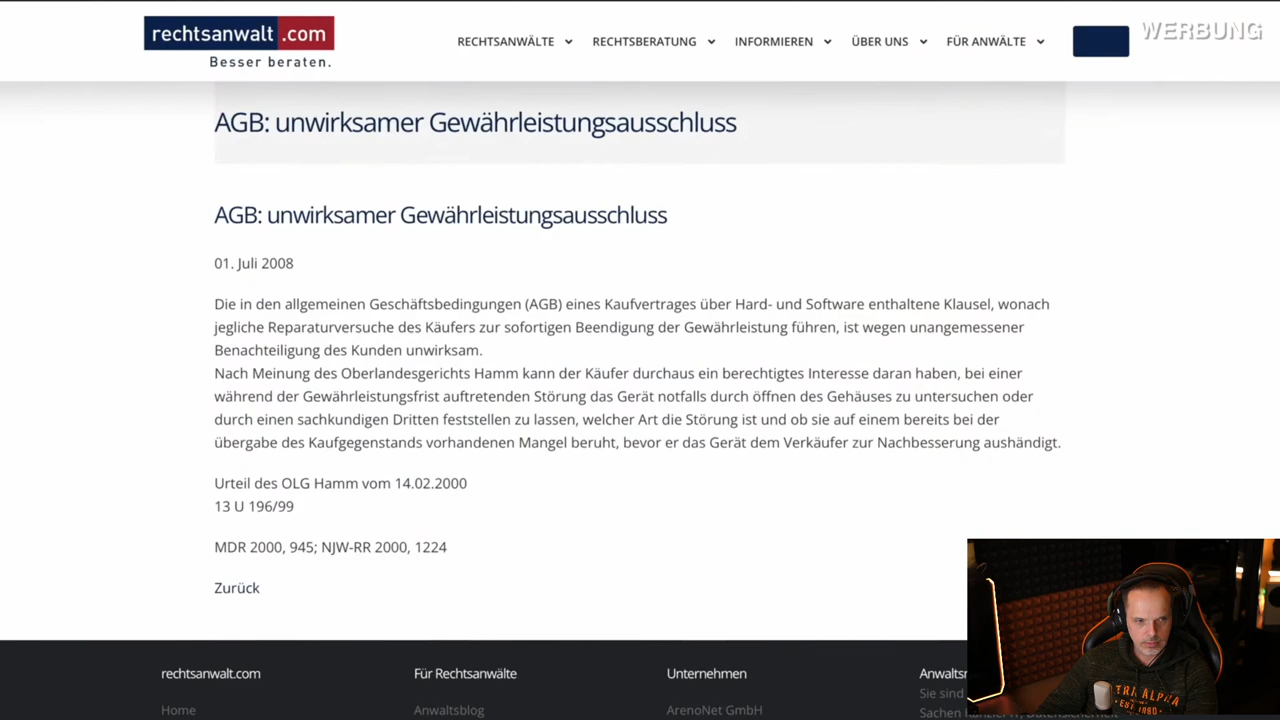 rechtsanwalt .com
Besser beraten.
RECHTSANWÄLTE
RECHTSBERATUNG
INFORMIEREN
ÜBER UNS
FÜR ANWÄLTE
WERBUNG
AGB: unwirksamer Gewährleistungsausschluss
AGB: unwirksamer Gewährleistungsausschluss
01. Juli 2008
Die in den allgemeinen Geschäftsbedingungen (AGB) eines Kaufvertrages über Hard- und Software enthaltene Klausel, wonach
jegliche Reparaturversuche des Käufers zur sofortigen Beendigung der Gewährleistung führen, ist wegen unangemessener
Benachteiligung des Kunden unwirksam.
Nach Meinung des Oberlandesgerichts Hamm kann der Käufer durchaus ein berechtigtes Interesse daran haben, bei einer
während der Gewährleistungsfrist auftretenden Störung das Gerät notfalls durch öffnen des Gehäuses zu untersuchen oder
durch einen sachkundigen Dritten feststellen zu lassen, welcher Art die Störung ist und ob sie auf einem bereits bei der
übergabe des Kaufgegenstands vorhandenen Mangel beruht, bevor er das Gerät dem Verkäufer zur Nachbesserung aushändigt.
Urteil des OLG Hamm vom 14.02.2000
13 U 196/99
MDR 2000, 945; NJW-RR 2000, 1224
Zurück
rechtsanwalt.com
Für Rechtsanwälte
Unternehmen
Home
Anwaltsblog
ArenoNet GmbH
Sie sind
Sachen